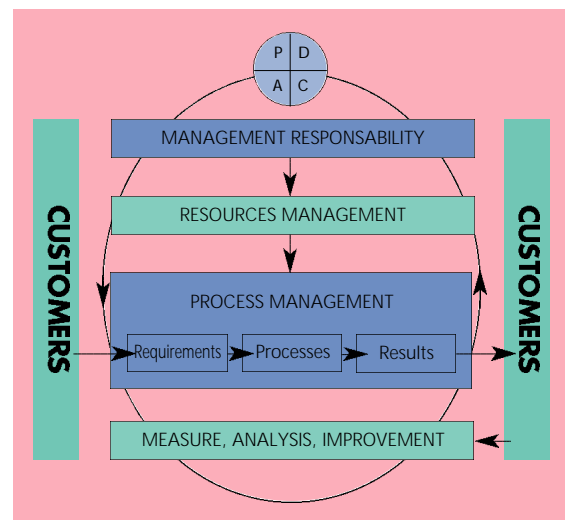 P D
A C
MANAGEMENT RESPONSABILITY
RESOURCES MANAGEMENT
CUSTOMERS
PROCESS MANAGEMENT
Requirements Processes Results
CUSTOMERS
MEASURE, ANALYSIS, IMPROVEMENT